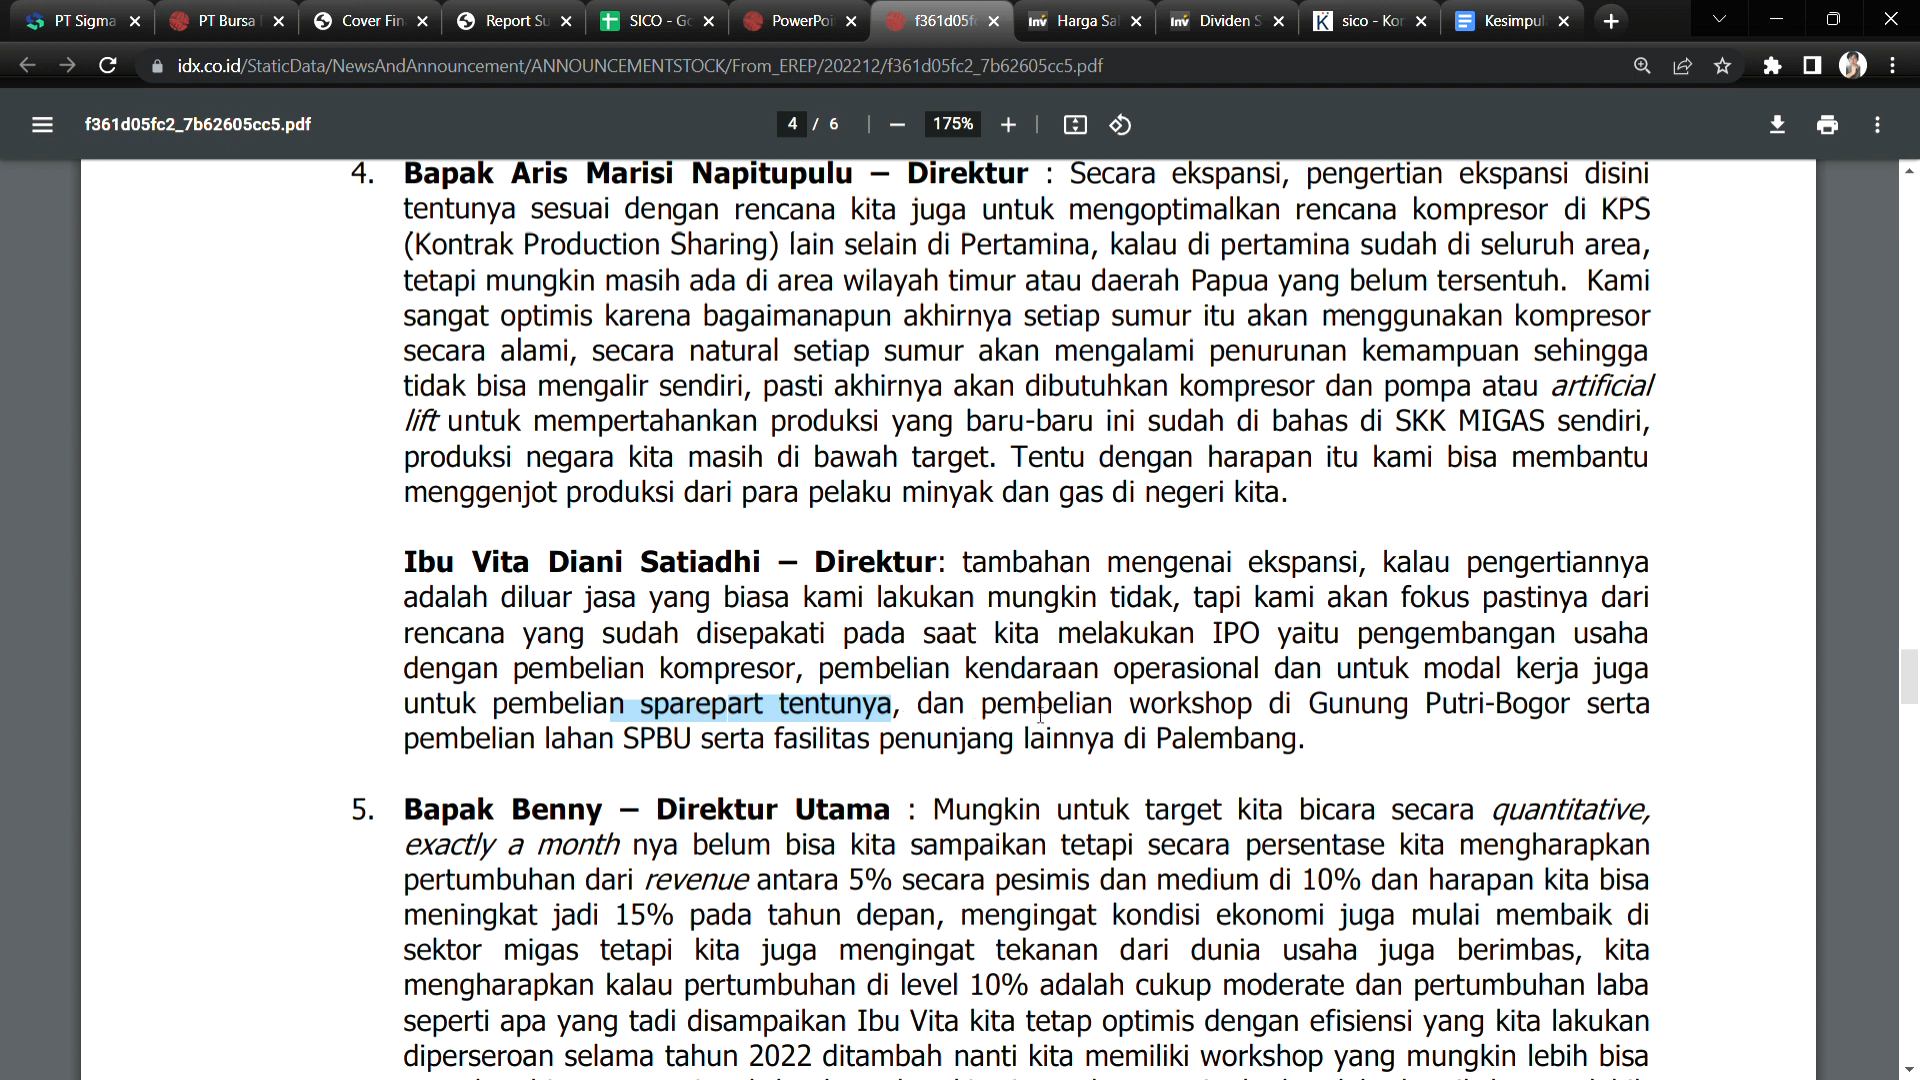 PT Sigma
PT Bursa
Cover Fin
Report Su
SICO - Go
PowerPoi
f361d05f
Harga Sa
Dividen S
sico - Kor
Kesimpul
idx.co.id/StaticData/NewsAndAnnouncement/ANNOUNCEMENTSTOCK/From_EREP/202212/f361d05fc2_7b62605cc5.pdf
f361d05fc2_7b62605cc5.pdf
4 / 6
175%
4. Bapak Aris Marisi Napitupulu – Direktur : Secara ekspansi, pengertian ekspansi disini
tentunya sesuai dengan rencana kita juga untuk mengoptimalkan rencana kompresor di KPS
(Kontrak Production Sharing) lain selain di Pertamina, kalau di pertamina sudah di seluruh area,
tetapi mungkin masih ada di area wilayah timur atau daerah Papua yang belum tersentuh. Kami
sangat optimis karena bagaimanapun akhirnya setiap sumur itu akan menggunakan kompresor
secara alami, secara natural setiap sumur akan mengalami penurunan kemampuan sehingga
tidak bisa mengalir sendiri, pasti akhirnya akan dibutuhkan kompresor dan pompa atau artificial
lift untuk mempertahankan produksi yang baru-baru ini sudah di bahas di SKK MIGAS sendiri,
produksi negara kita masih di bawah target. Tentu dengan harapan itu kami bisa membantu
menggenjot produksi dari para pelaku minyak dan gas di negeri kita.
Ibu Vita Diani Satiadhi – Direktur: tambahan mengenai ekspansi, kalau pengertiannya
adalah diluar jasa yang biasa kami lakukan mungkin tidak, tapi kami akan fokus pastinya dari
rencana yang sudah disepakati pada saat kita melakukan IPO yaitu pengembangan usaha
dengan pembelian kompresor, pembelian kendaraan operasional dan untuk modal kerja juga
untuk pembelian sparepart tentunya, dan pembelian workshop di Gunung Putri-Bogor serta
pembelian lahan SPBU serta fasilitas penunjang lainnya di Palembang.
5. Bapak Benny – Direktur Utama : Mungkin untuk target kita bicara secara quantitative,
exactly a month nya belum bisa kita sampaikan tetapi secara persentase kita mengharapkan
pertumbuhan dari revenue antara 5% secara pesimis dan medium di 10% dan harapan kita bisa
meningkat jadi 15% pada tahun depan, mengingat kondisi ekonomi juga mulai membaik di
sektor migas tetapi kita juga mengingat tekanan dari dunia usaha juga berimbas, kita
mengharapkan kalau pertumbuhan di level 10% adalah cukup moderate dan pertumbuhan laba
seperti apa yang tadi disampaikan Ibu Vita kita tetap optimis dengan efisiensi yang kita lakukan
diperseroan selama tahun 2022 ditambah nanti kita memiliki workshop yang mungkin lebih bisa